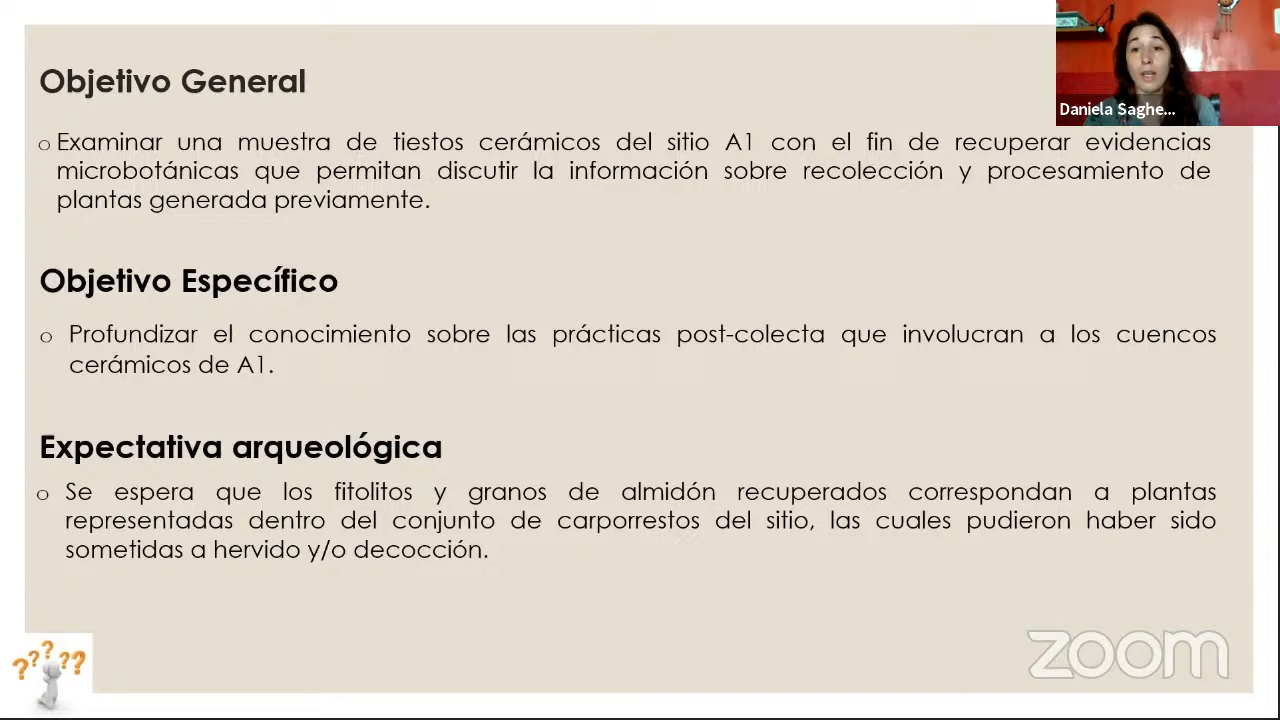 Objetivo General
Daniela Saghe...
o Examinar una muestra de tiestos cerámicos del sitio A1 con el fin de recuperar evidencias
microbotánicas que permitan discutir la información sobre recolección y procesamiento de
plantas generada previamente.
Objetivo Específico
o Profundizar el conocimiento sobre las prácticas post-colecta que involucran a los cuencos
cerámicos de A1.
Expectativa arqueológica
o Se espera que los fitolitos y granos de almidón recuperados correspondan a plantas
representadas dentro del conjunto de carporrestos del sitio, las cuales pudieron haber sido
sometidas a hervido y/o decocción.
? ? ? ? ?
zoom